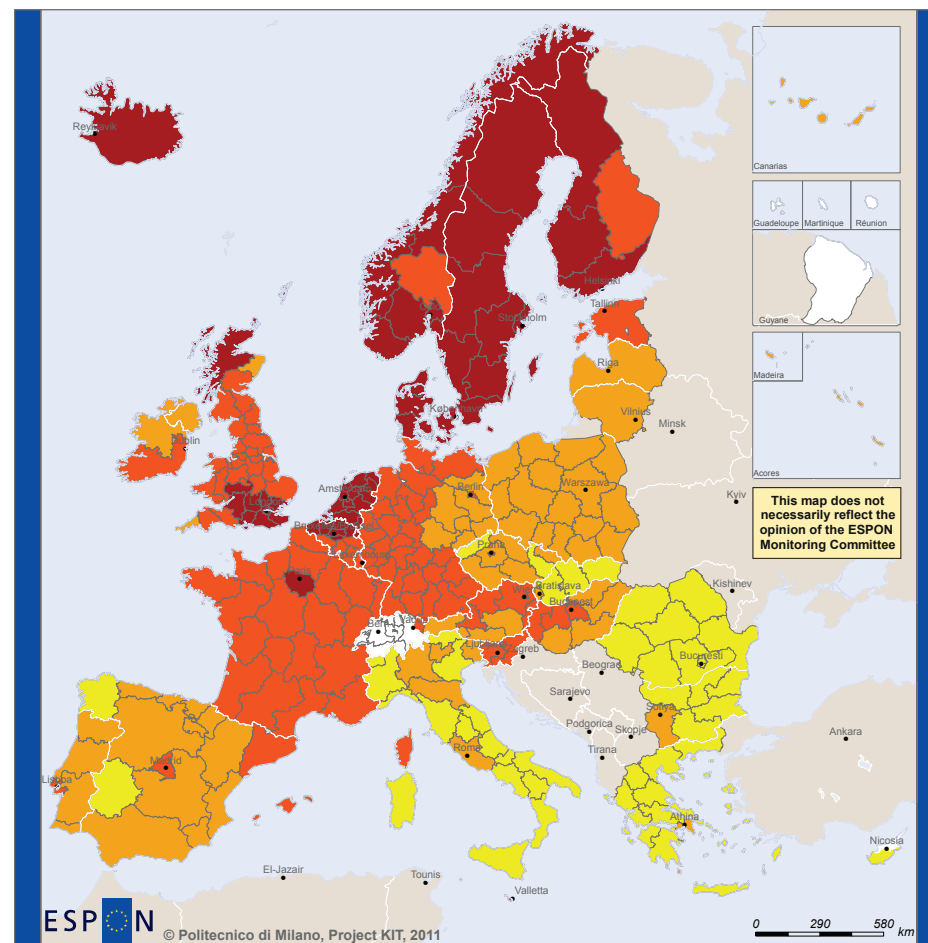 Reykjavik
Canarias
Guadeloupe
Martinique
Réunion
Guyane
Helsinki
Tallinn
Stockholm
Madeira
Riga
København
Vilnius
Minsk
Dublin
Acores
Berlin
Warszawa
Kyiv
This map does not
necessarily reflect the
opinion of the ESPON
Monitoring Committee
Praha
Kishinev
Bratislava
Budapest
Bern
Vaduz
Ljubljana
Zagreb
Bucuresti
Beograd
Sarajevo
Sofiya
Podgorica
Skopje
Ankara
Roma
Tirana
Madrid
Lisboa
Athina
Nicosia
El-Jazair
Tounis
Valletta
ESPON
© Politecnico di Milano, Project KIT, 2011
0 290 580
km